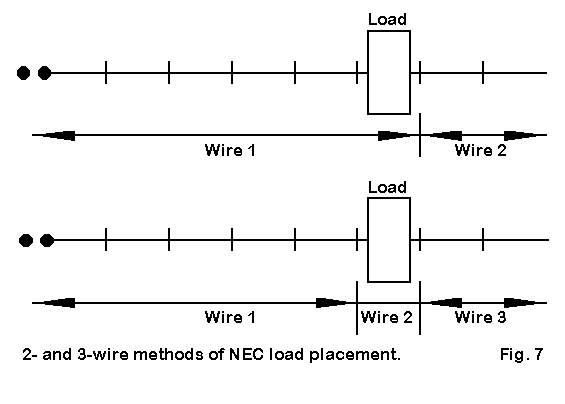 Load
Wire 1 Wire 2
Load
Wire 1 Wire 2 Wire 3
2- and 3-wire methods of NEC load placement. Fig. 7